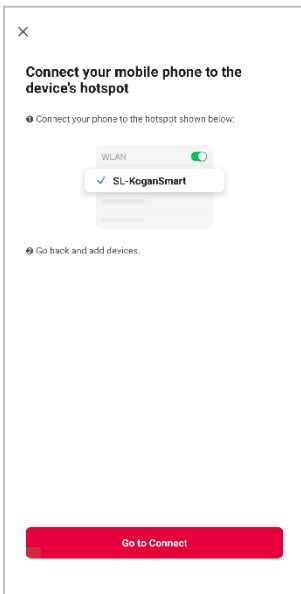 Connect your mobile phone to the
device's hotspot
❶ Connect your phone to the hotspot shown below:
WLAN
SL-KoganSmart
❷ Go back and add devices.
Go to Connect